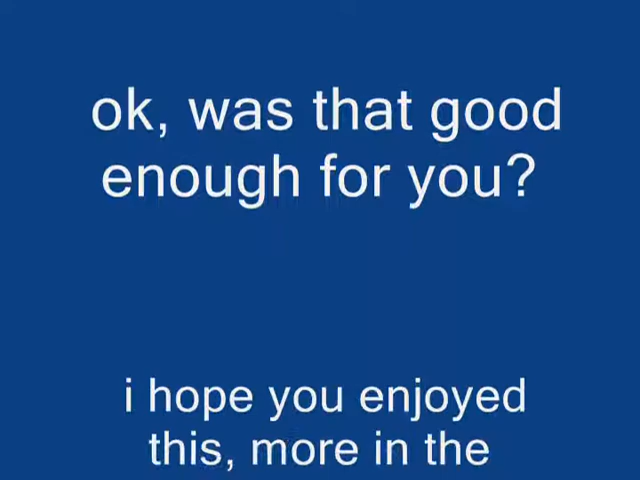 ok, was that good
enough for you?
i hope you enjoyed
this, more in the